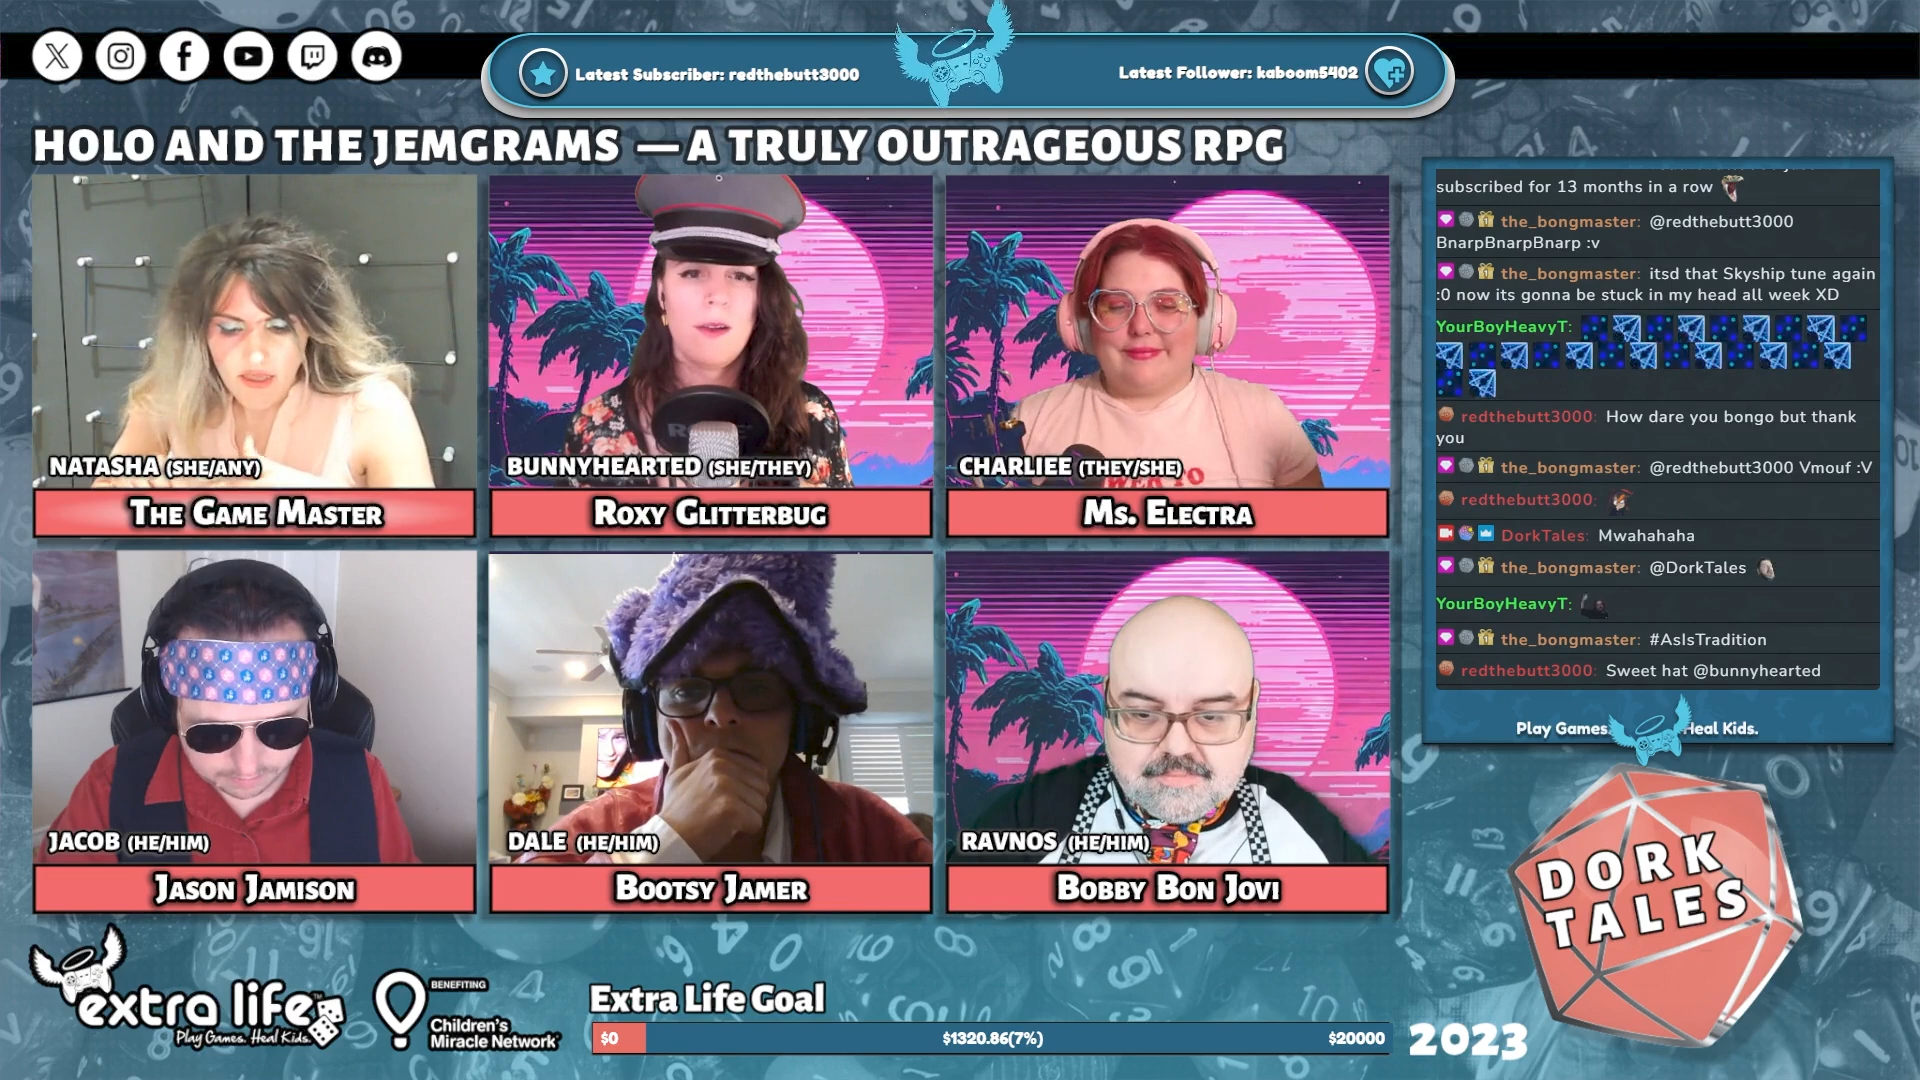 Latest Subscriber: redthebutt3000
Latest Follower: kaboom5402
HOLO AND THE JEMGRAMS — A TRULY OUTRAGEOUS RPG
NATASHA (SHE/ANY)
THE GAME MASTER
BUNNYHEARTED (SHE/THEY)
ROXY GLITTERBUG
CHARLIEE (THEY/SHE)
MS. ELECTRA
JACOB (HE/HIM)
JASON JAMISON
DALE (HE/HIM)
BOOTSY JAMER
RAVNOS (HE/HIM)
BOBBY BON JOVI
subscribed for 13 months in a row
the_bongmaster: @redthebutt3000
BnarpBnarpBnarp :v
the_bongmaster: itsd that Skyship tune again
:0 now its gonna be stuck in my head all week XD
YourBoyHeavyT:
redthebutt3000: How dare you bongo but thank
you
the_bongmaster: @redthebutt3000 Vmouf :V
redthebutt3000:
DorkTales: Mwahahaha
the_bongmaster: @DorkTales
YourBoyHeavyT:
the_bongmaster: #AsIsTradition
redthebutt3000: Sweet hat @bunnyhearted
Play Games. Heal Kids.
DORK
TALES
extra life
Play Games. Heal Kids.
BENEFITING
Children's
Miracle Network
Extra Life Goal
$0 $1320.86(7%) $20000
2023